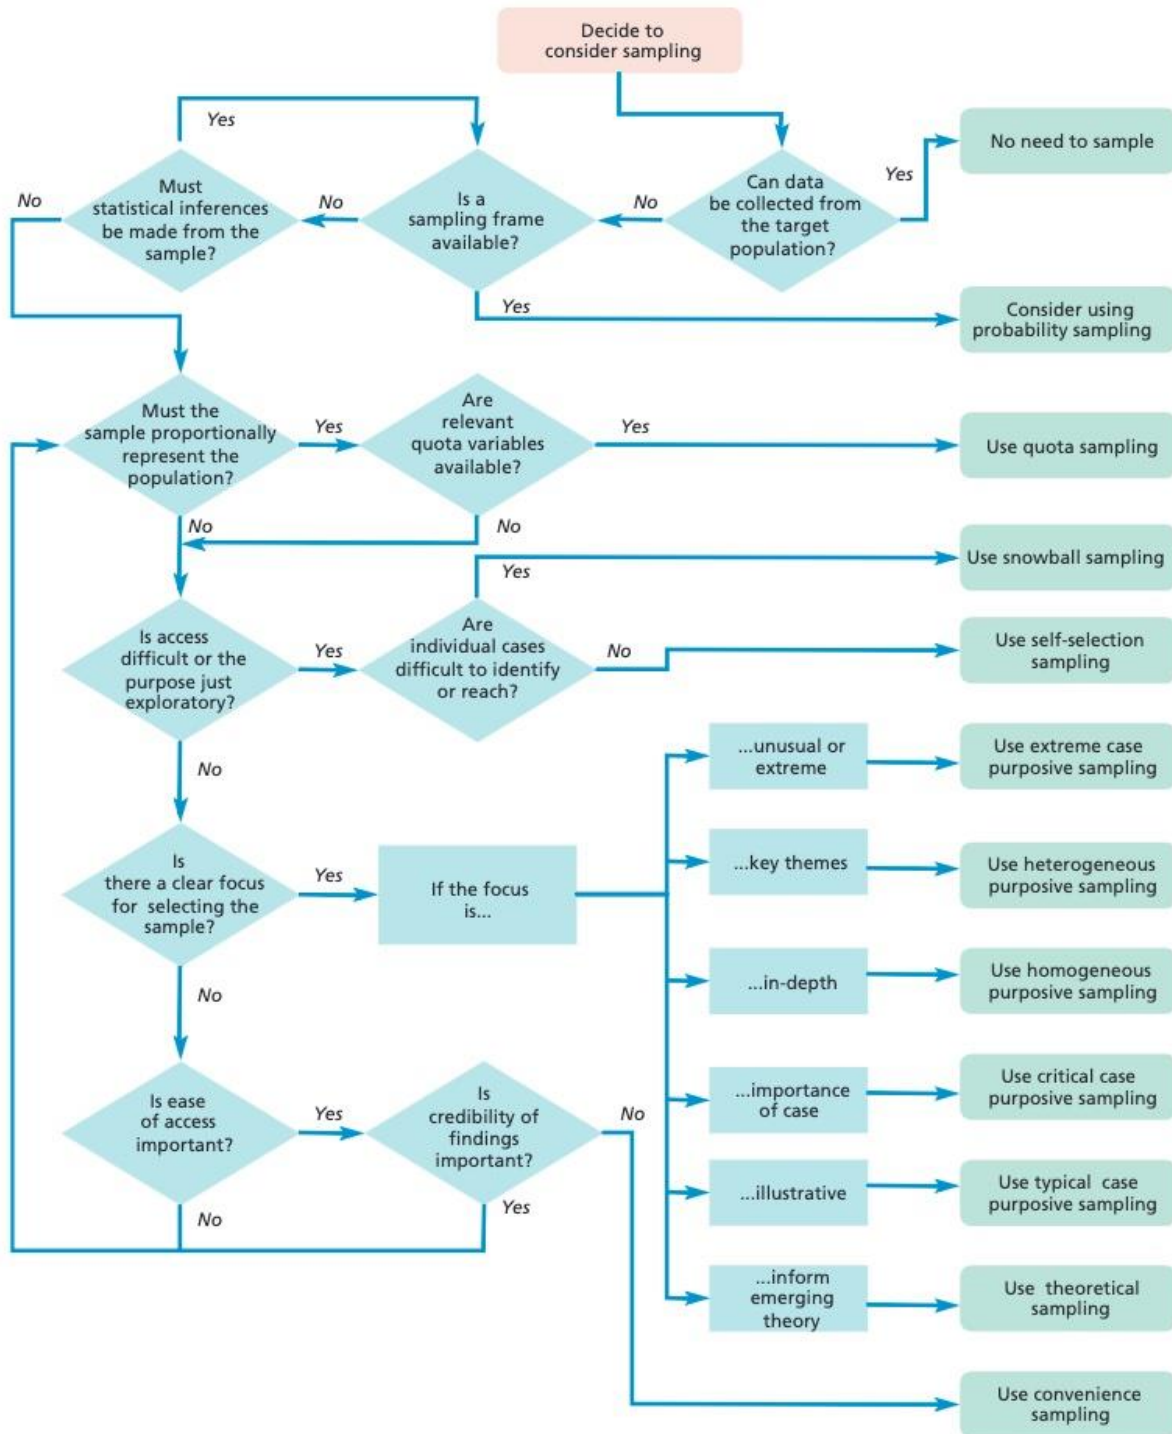 Decide to
consider sampling
Yes
No need to sample
Must
statistical inferences
be made from the
sample?
No
No
Is a
sampling frame
available?
No
Can data
be collected from
the target
population?
Yes
Yes
Consider using
probability sampling
Must the
sample proportionally
represent the
population?
Yes
Are
relevant
quota variables
available?
Yes
Use quota sampling
No
No
Yes
Use snowball sampling
Is access
difficult or the
purpose just
exploratory?
Yes
Are
individual cases
difficult to identify
or reach?
No
Use self-selection
sampling
No
...unusual or
extreme
Use extreme case
purposive sampling
Is
there a clear focus
for selecting the
sample?
Yes
If the focus
is...
...key themes
Use heterogeneous
purposive sampling
No
...in-depth
Use homogeneous
purposive sampling
Is ease
of access
important?
Yes
Is
credibility of
findings
important?
No
...importance
of case
Use critical case
purposive sampling
No
Yes
...illustrative
Use typical case
purposive sampling
...inform
emerging
theory
Use theoretical
sampling
Use convenience
sampling